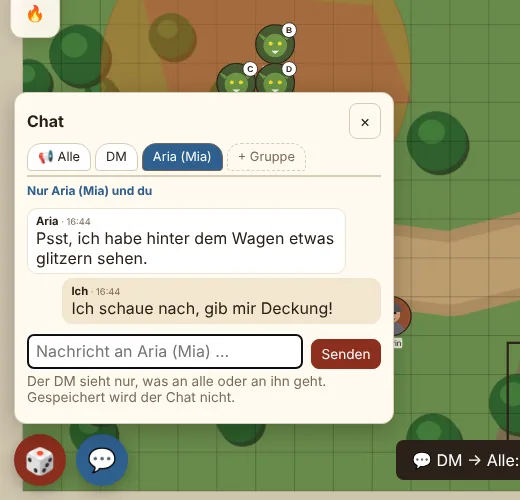 B
C
D
Chat
×
📢 Alle
DM
Aria (Mia)
+ Gruppe
Nur Aria (Mia) und du
Aria · 16:44
Psst, ich habe hinter dem Wagen etwas
glitzern sehen.
Ich · 16:44
Ich schaue nach, gib mir Deckung!
Nachricht an Aria (Mia) ...
Senden
Der DM sieht nur, was an alle oder an ihn geht.
Gespeichert wird der Chat nicht.
💬 DM → Alle: